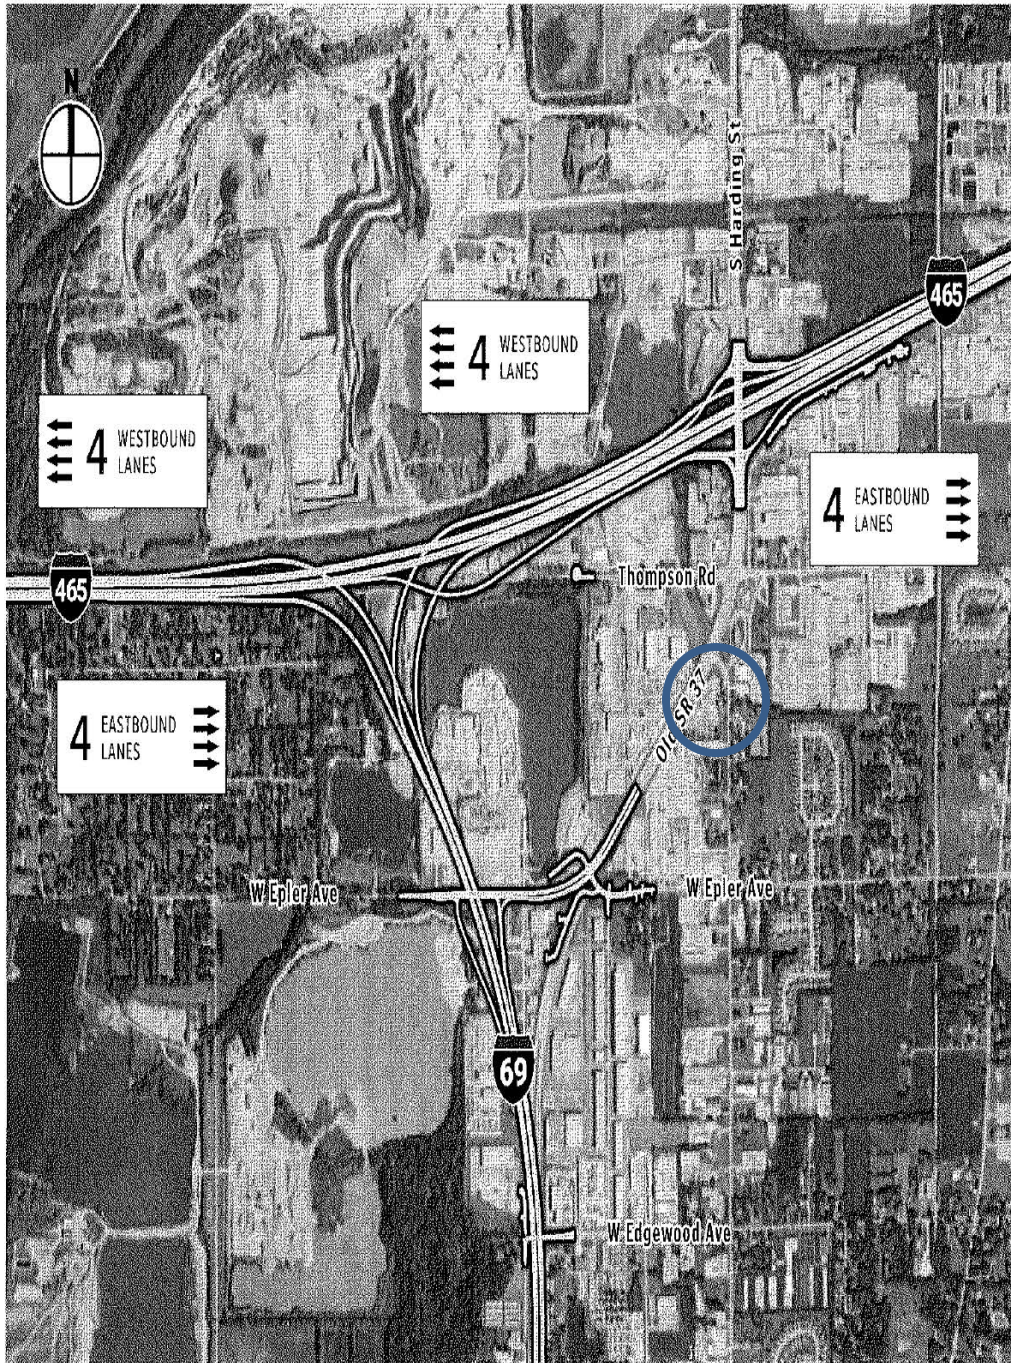 N
S Harding St
465
4 WESTBOUND
LANES
4 WESTBOUND
LANES
4 EASTBOUND
LANES
465
Thompson Rd
Old SR 37
4 EASTBOUND
LANES
W Epler Ave
W Epler Ave
69
W Edgewood Ave